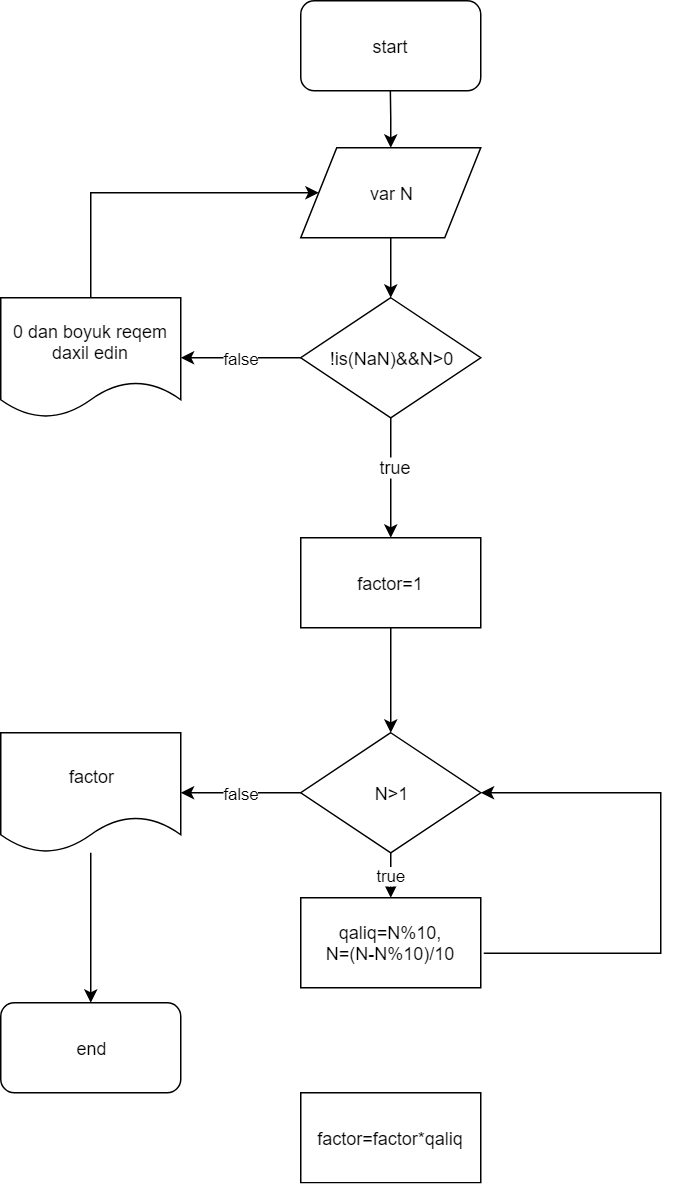 start
var N
0 dan boyuk reqem
daxil edin
false
!is(NaN)&&N>0
true
factor=1
factor
false
N>1
true
qaliq=N%10,
N=(N-N%10)/10
end
factor=factor*qaliq